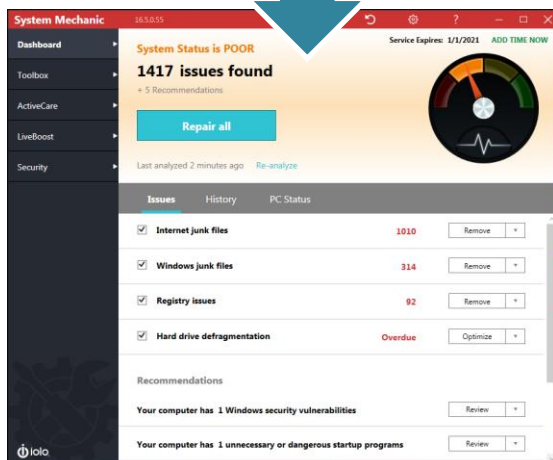 System Mechanic 16.5.0.55 ?
Dashboard
Toolbox
ActiveCare
LiveBoost
Security
iolo
System Status is POOR
Service Expires: 1/1/2021 ADD TIME NOW
1417 issues found
+ 5 Recommendations
Repair all
Last analyzed 2 minutes ago Re-analyze
Issues History PC Status
Internet junk files 1010 Remove
Windows junk files 314 Remove
Registry issues 92 Remove
Hard drive defragmentation Overdue Optimize
Recommendations
Your computer has 1 Windows security vulnerabilities Review
Your computer has 1 unnecessary or dangerous startup programs Review